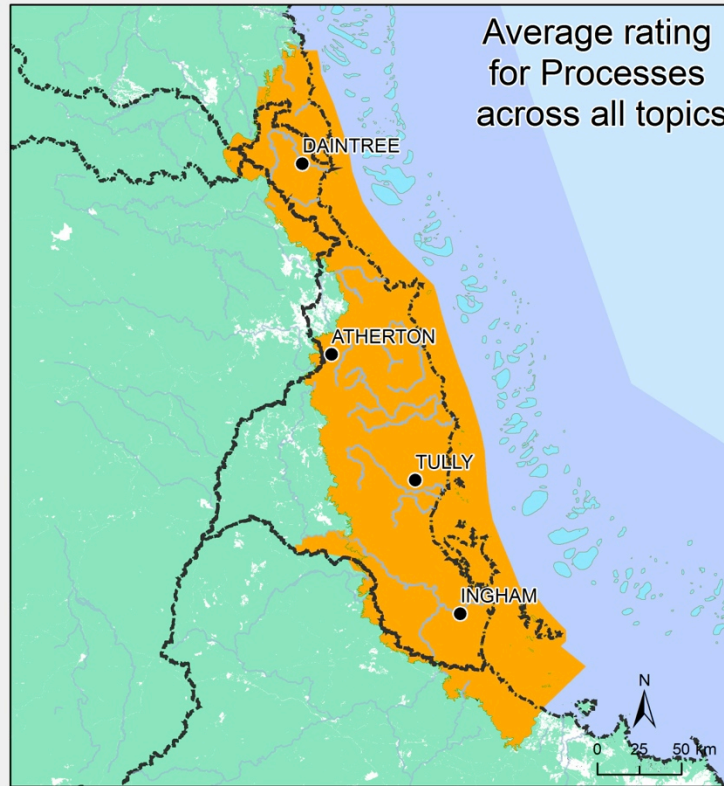 Average rating
for Processes
across all topics
DAINTREE
ATHERTON
TULLY
INGHAM
N
0 25 50 km